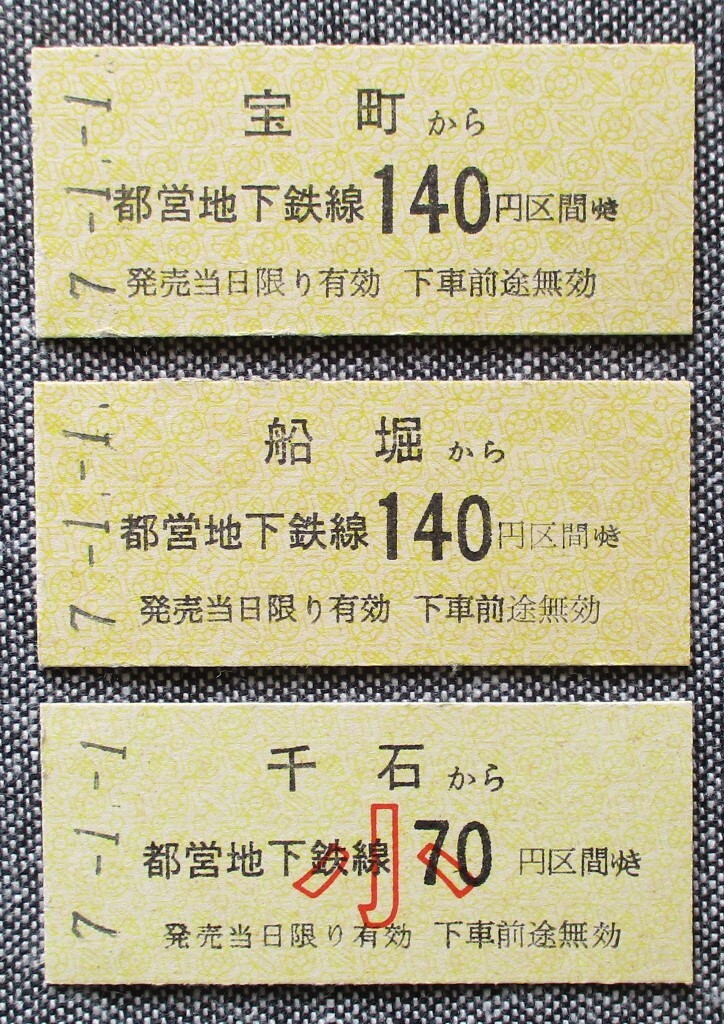 7.-1.-1.
宝町から
都営地下鉄線140円区間ゆき
発売当日限り有効 下車前途無効
7.-1.-1.
船堀から
都営地下鉄線140円区間ゆき
発売当日限り有効 下車前途無効
7.-1.-1
千石から
都営地下鉄線 70円区間ゆき
小
発売当日限り有効 下車前途無効